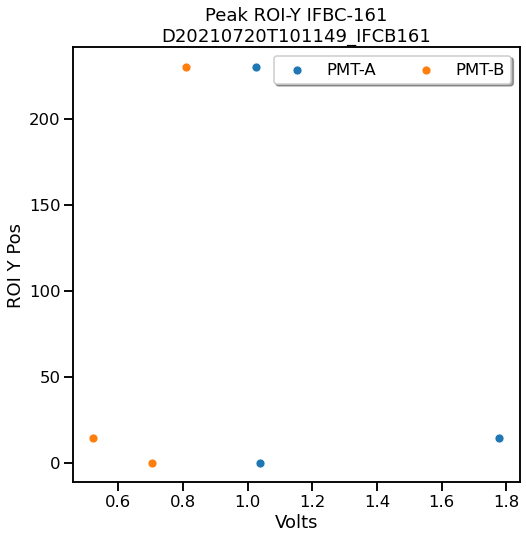 Peak ROI-Y IFBC-161
D20210720T101149_IFCB161
PMT-A PMT-B
200
150
100
50
0
ROI Y Pos
0.6 0.8 1.0 1.2 1.4 1.6 1.8
Volts